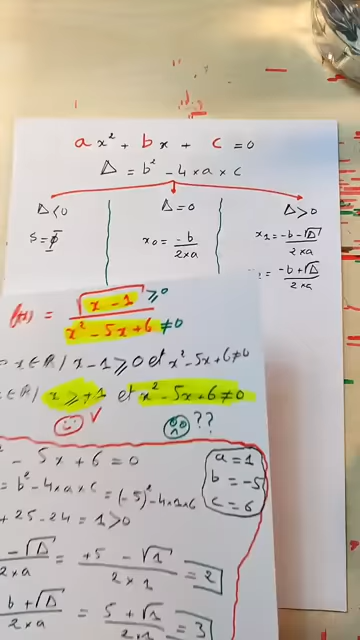 ax² + bx + c = 0
Δ = b² - 4×a×c
Δ<0 Δ=0 Δ>0
S=∅ x₀ = -b/2×a x₁ = -b-√Δ/2×a
= -b+√Δ/2×a
f(x) = √x-1 ≥0 / x²-5x+6 ≠0
= x∈ℝ / x-1 ≥0 et x²-5x+6≠0
∈ℝ / x ≥ +1 et x²-5x+6≠0
??
² - 5x + 6 = 0
a = 1
= b² - 4×a×c = (-5)² - 4×1×6
b = -5
c = 6
+25-24 = 1 >0
-√Δ/2×a = +5-√1/2×1 = 2
b+√Δ/2×a = 5+√1/2×1 = 3